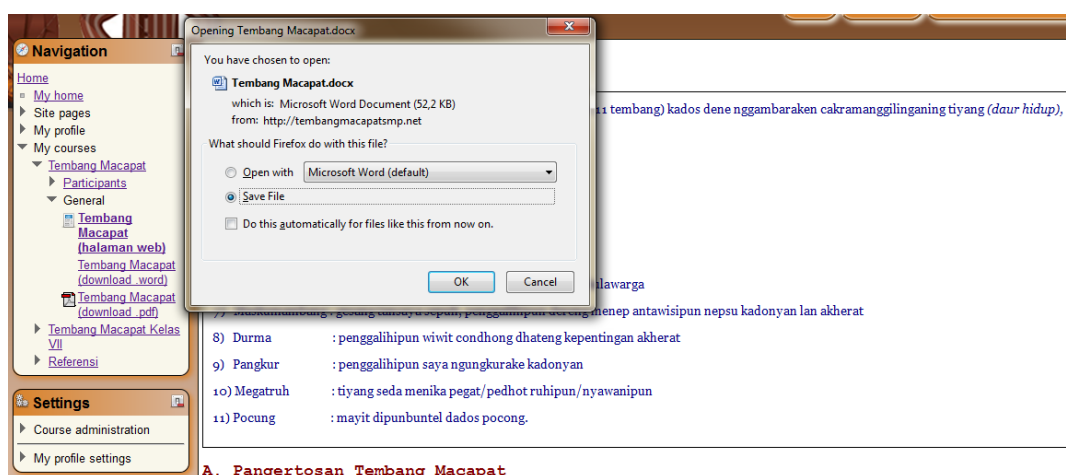 Navigation
Home
My home
Site pages
My profile
My courses
Tembang Macapat
Participants
General
Tembang
Macapat
(halaman web)
Tembang Macapat
(download .word)
Tembang Macapat
(download .pdf)
Tembang Macapat Kelas
VII
Referensi
Settings
Course administration
My profile settings
Opening Tembang Macapat.docx
You have chosen to open:
Tembang Macapat.docx
which is: Microsoft Word Document (52,2 KB)
from: http://tembangmacapatsmp.net
What should Firefox do with this file?
Open with Microsoft Word (default)
Save File
Do this automatically for files like this from now on.
OK Cancel
11 tembang) kados dene nggambaraken cakramanggilinganing tiyang (daur hidup),
menep antawisipun nepsu kadonyan lan akherat
8) Durma : penggalihipun wiwit condhong dhateng kepentingan akherat
9) Pangkur : penggalihipun saya ngungkurake kadonyan
10) Megatruh : tiyang seda menika pegat/pedhot ruhipun/nyawanipun
11) Pocung : mayit dipunbuntel dados pocong.
A. Pangertosan Tembang Macapat